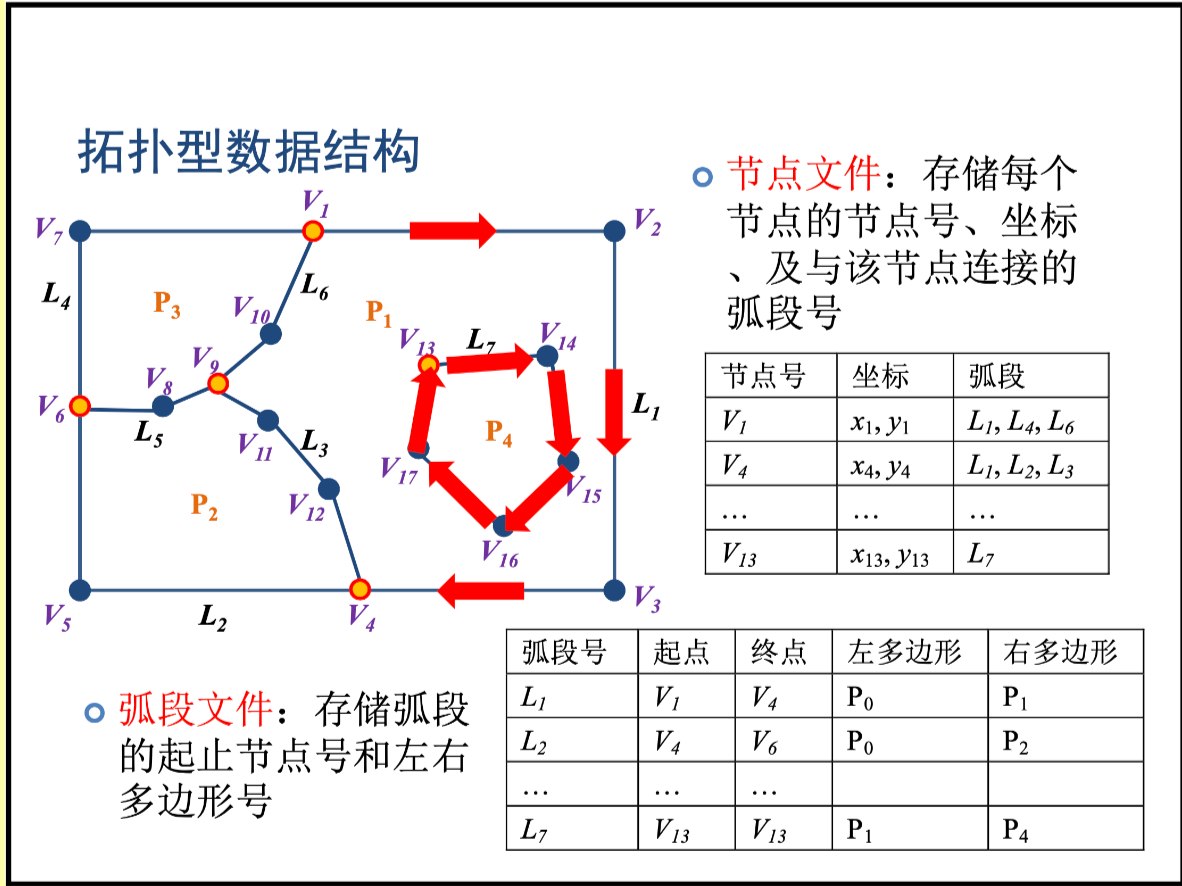 拓扑型数据结构
节点文件：存储每个
节点的节点号、坐标
、及与该节点连接的
弧段号
V1
V7
V2
L4
P3
L6
V10
P1
V13
L7
V14
V9
V8
V6
L5
L1
V11
L3
P4
V17
V15
P2
V12
V16
V5
L2
V4
V3
节点号 坐标 弧段
V1 x1, y1 L1, L4, L6
V4 x4, y4 L1, L2, L3
… … …
V13 x13, y13 L7
弧段文件：存储弧段
的起止节点号和左右
多边形号
弧段号 起点 终点 左多边形 右多边形
L1 V1 V4 P0 P1
L2 V4 V6 P0 P2
… … …
L7 V13 V13 P1 P4